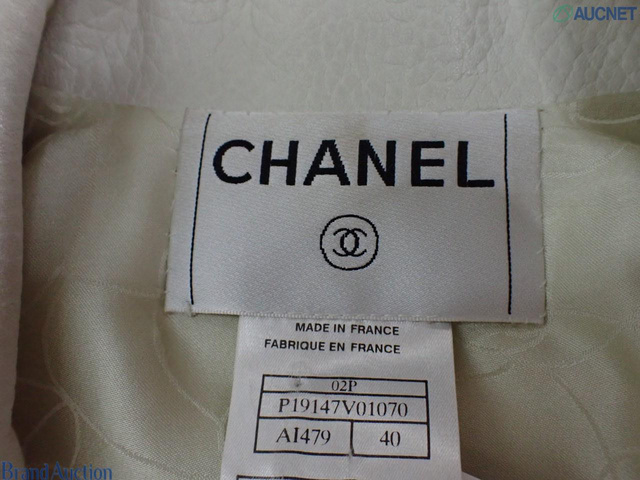 AUCNET
CHANEL
MADE IN FRANCE
FABRIQUE EN FRANCE
02P
P19147V01070
AI479 40
Brand Auction